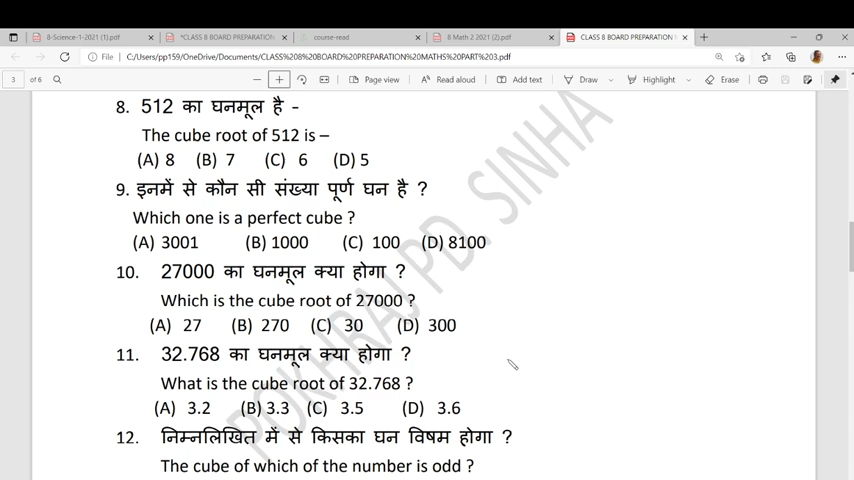 8-Science-1-2021 (1).pdf
*CLASS 8 BOARD PREPARATION
course-read
8 Math 2 2021 (2).pdf
CLASS 8 BOARD PREPARATION
File
C:/Users/pp159/OneDrive/Documents/CLASS%208%20BOARD%20PREPARATION%20MATHS%20PART%203.pdf
3 of 6
Page view
Read aloud
Add text
Draw
Highlight
Erase
8. 512 का घनमूल है -
The cube root of 512 is –
(A) 8 (B) 7 (C) 6 (D) 5
9. इनमें से कौन सी संख्या पूर्ण घन है ?
Which one is a perfect cube ?
(A) 3001 (B) 1000 (C) 100 (D) 8100
10. 27000 का घनमूल क्या होगा ?
Which is the cube root of 27000 ?
(A) 27 (B) 270 (C) 30 (D) 300
11. 32.768 का घनमूल क्या होगा ?
What is the cube root of 32.768 ?
(A) 3.2 (B) 3.3 (C) 3.5 (D) 3.6
12. निम्नलिखित में से किसका घन विषम होगा ?
The cube of which of the number is odd ?
POKHRAJ PD. SINHA